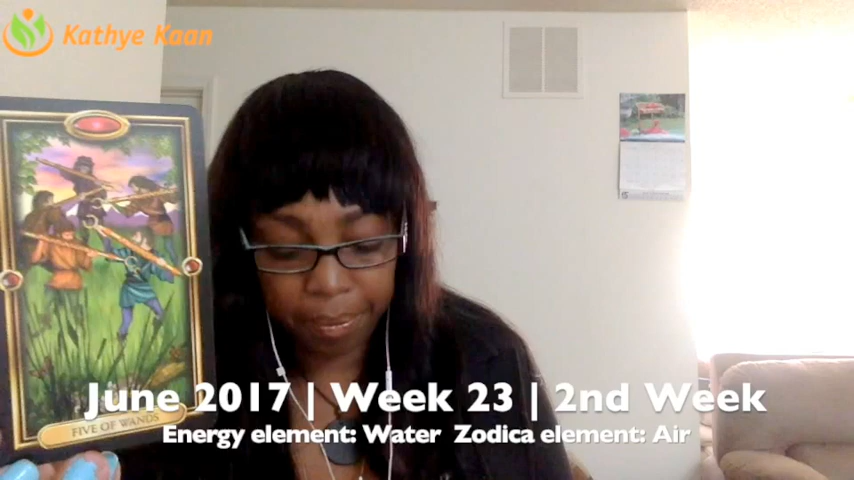 Kathye Kaan
FIVE OF WANDS
June 2017 | Week 23 | 2nd Week
Energy element: Water Zodica element: Air